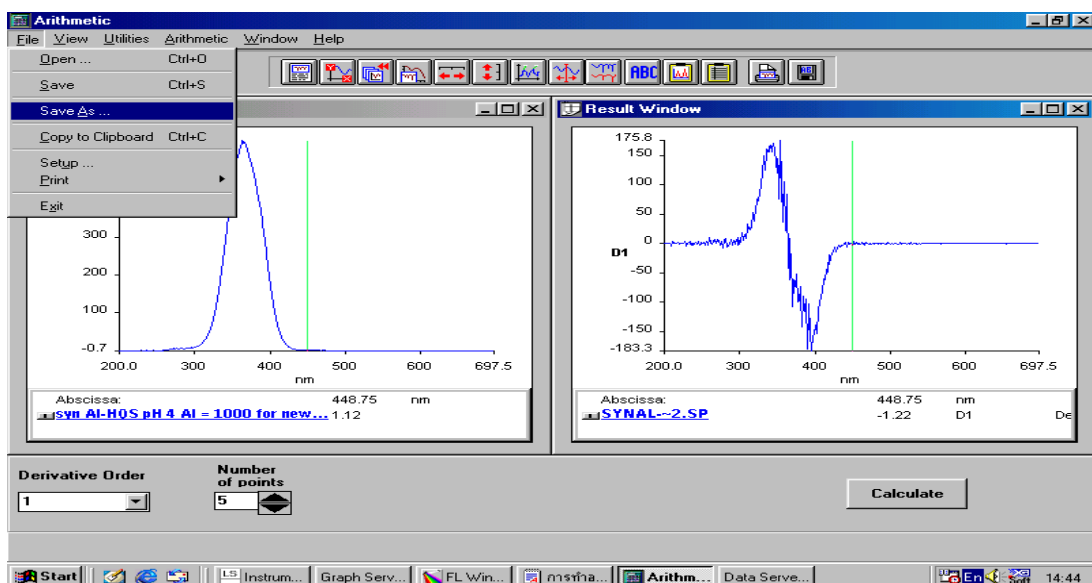 Arithmetic
File View Utilities Arithmetic Window Help
Open ... Ctrl+O
Save Ctrl+S
Save As ...
Copy to Clipboard Ctrl+C
Setup ...
Print
Exit
ABC
Result Window
300
200
100
-0.7
200.0 300 400 500 600 697.5
nm
Abscissa: 448.75 nm
syn Al-HQS pH 4 Al = 1000 for new... 1.12
175.8
150
100
50
0
D1
-50
-100
-150
-183.3
200.0 300 400 500 600 697.5
nm
Abscissa: 448.75 nm
SYNAL-~2.SP -1.22 D1 De
Derivative Order
1
Number
of points
5
Calculate
Start LS Instrum... Graph Serv... FL Win... การทำล... Arithm... Data Serve... En 14:44